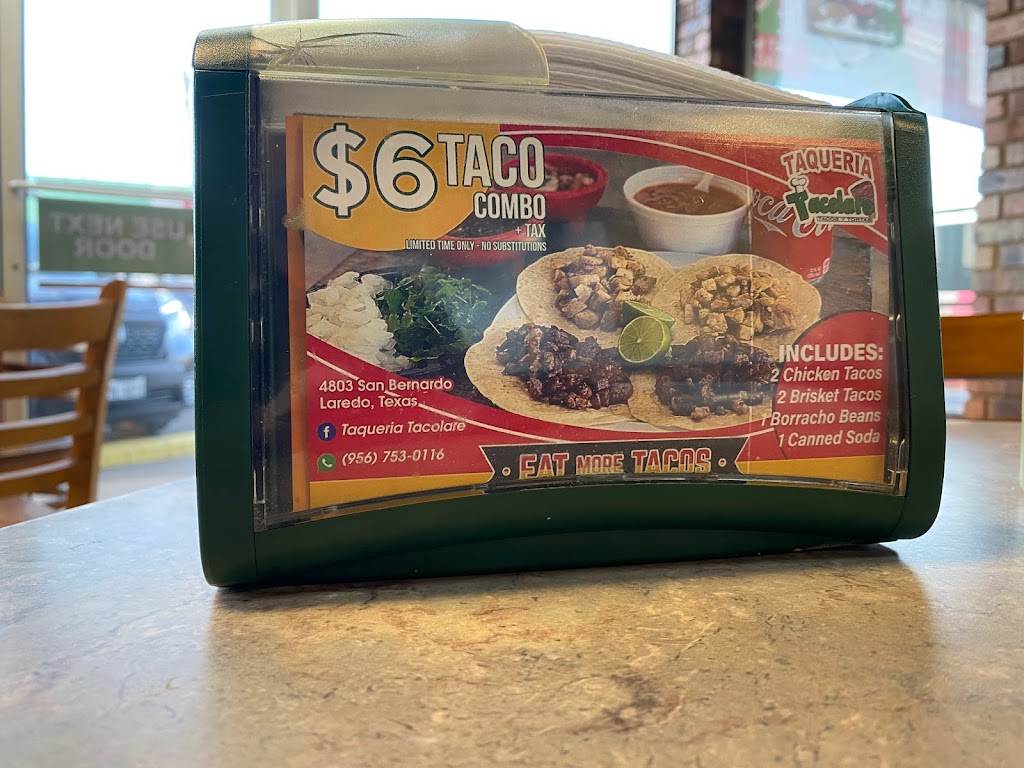 $6 TACO
COMBO
+ TAX
LIMITED TIME ONLY - NO SUBSTITUTIONS
TAQUERIA
Tacolare
TACOS Y TORTAS
INCLUDES:
2 Chicken Tacos
2 Brisket Tacos
1 Borracho Beans
1 Canned Soda
4803 San Bernardo
Laredo, Texas
f Taqueria Tacolare
(956) 753-0116
• EAT MORE TACOS •
NEXT
DOOR